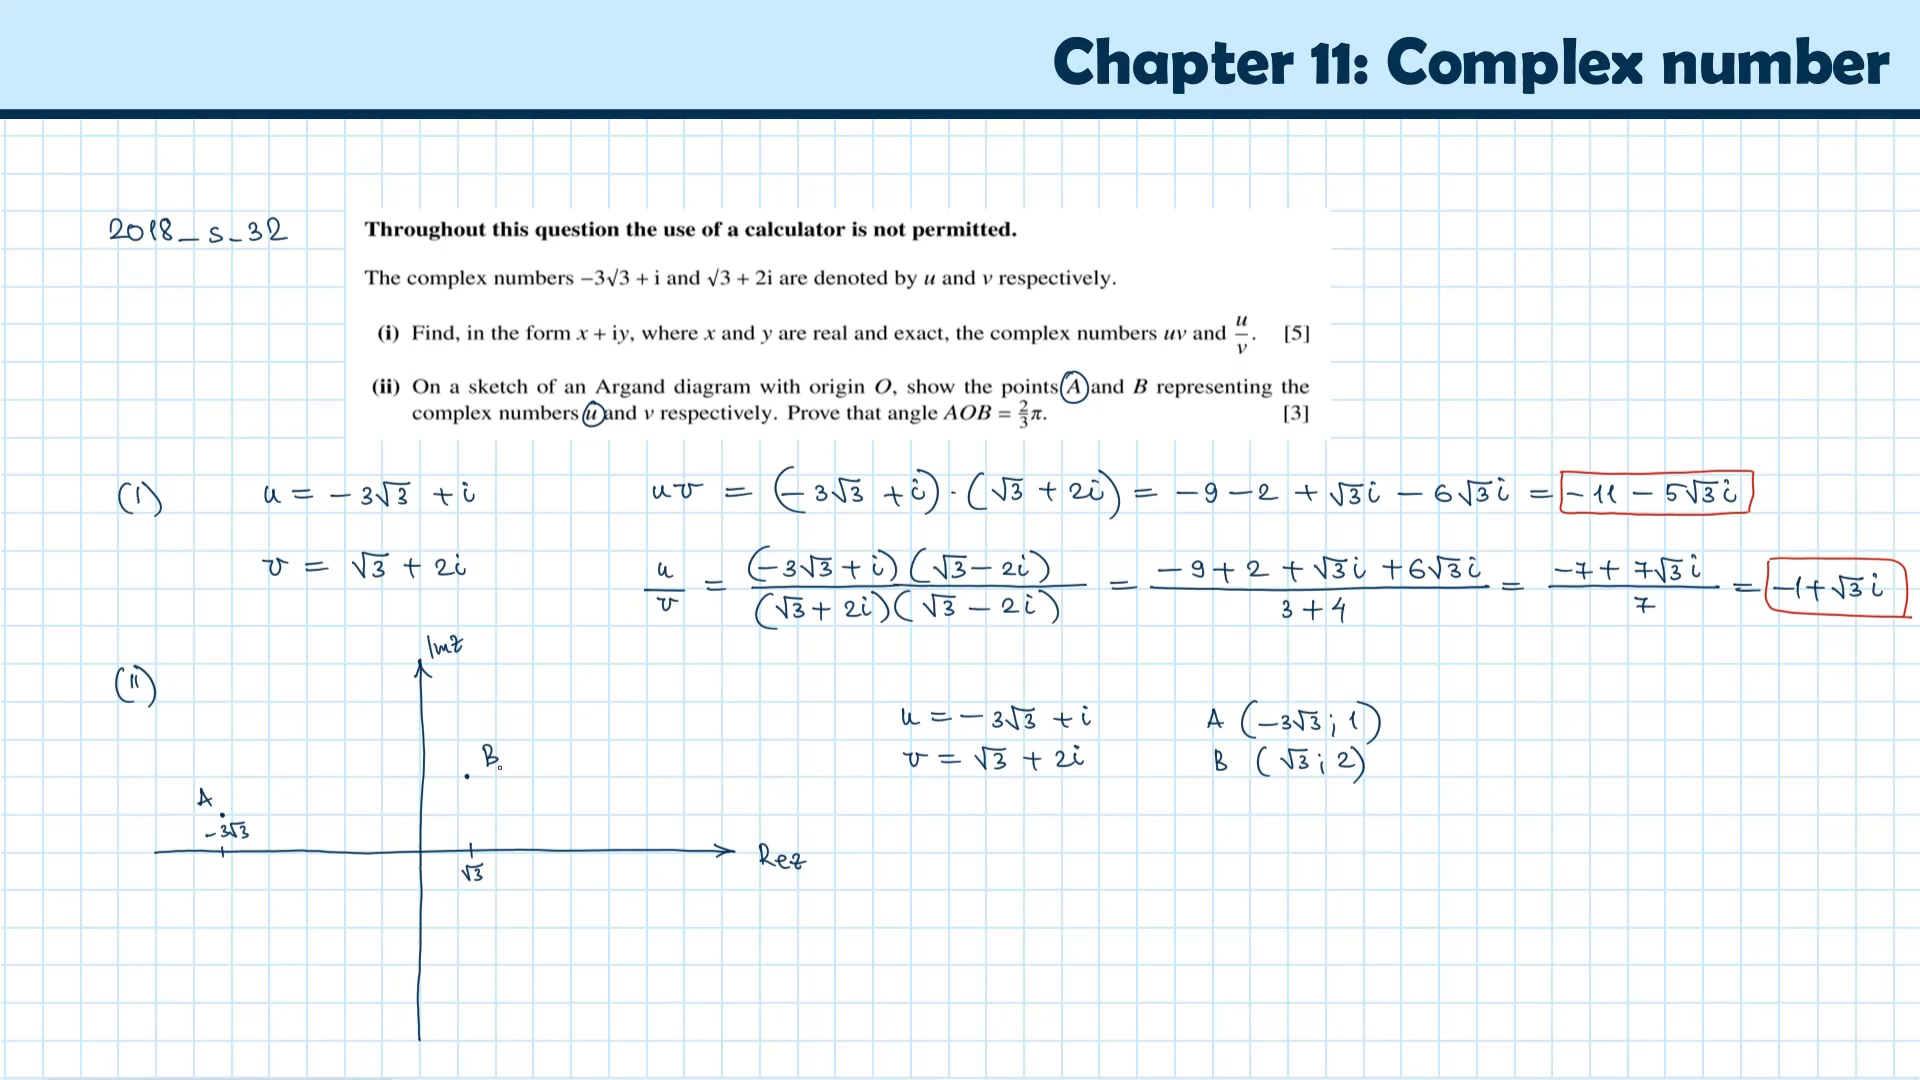 Chapter 11: Complex number
2018_s_32
Throughout this question the use of a calculator is not permitted.
The complex numbers −3√3 + i and √3 + 2i are denoted by u and v respectively.
(i) Find, in the form x + iy, where x and y are real and exact, the complex numbers uv and u/v. [5]
(ii) On a sketch of an Argand diagram with origin O, show the points A and B representing the
complex numbers u and v respectively. Prove that angle AOB = 2/3 π. [3]
(i) u = −3√3 + i uv = (−3√3 + i)·(√3 + 2i) = −9 − 2 + √3i − 6√3i = −11 − 5√3i
v = √3 + 2i u/v = (−3√3 + i)(√3 − 2i)/(√3 + 2i)(√3 − 2i) = −9 + 2 + √3i + 6√3i/3 + 4 = −7 + 7√3i/7 = −1 + √3i
(ii)
Imz
u = −3√3 + i A (−3√3; 1)
v = √3 + 2i B (√3; 2)
B
A
−3√3
Rez
√3